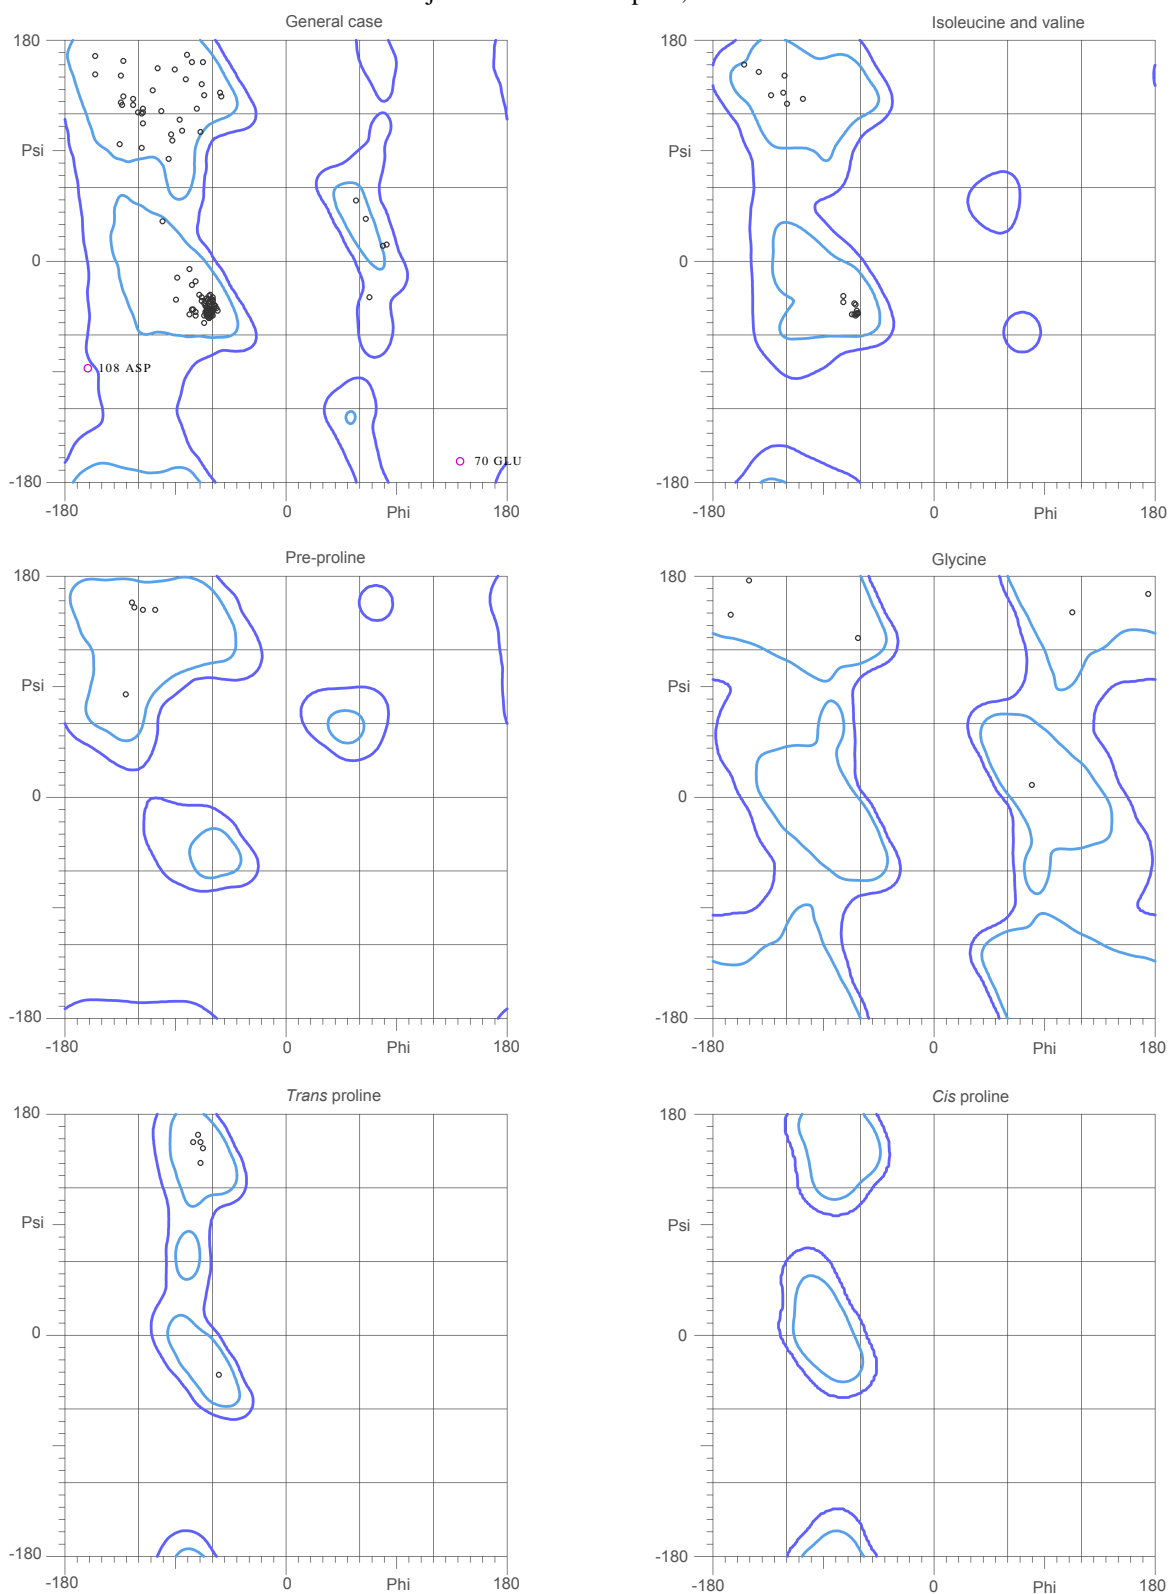 General case
180
Psi
0
-180
-180
0
Phi
180
108 ASP
70 GLU
Isoleucine and valine
180
Psi
0
-180
-180
0
Phi
180
Pre-proline
180
Psi
0
-180
-180
0
Phi
180
Glycine
180
Psi
0
-180
-180
0
Phi
180
Trans proline
180
Psi
0
-180
-180
0
Phi
180
Cis proline
180
Psi
0
-180
-180
0
Phi
180